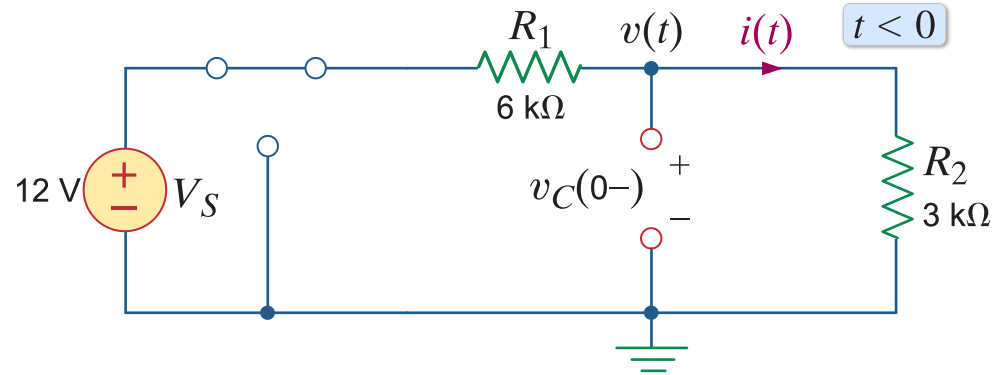 R1
v(t)
i(t)
t < 0
6 kΩ
12 V
+
−
VS
vC(0–)
+
−
R2
3 kΩ